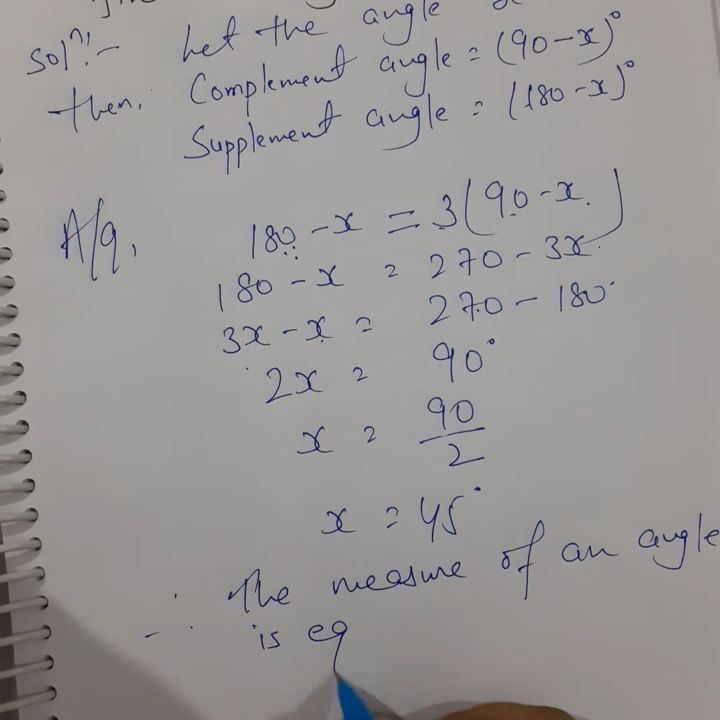 Solⁿ:- Let the angle
then, Complement angle = (90-x)°
Supplement angle = (180-x)°
A/q, 180-x = 3(90-x)
180-x = 270-3x
3x-x = 270-180
2x = 90°
x = 90/2
x = 45°
∴ The measure of an angle
is eq